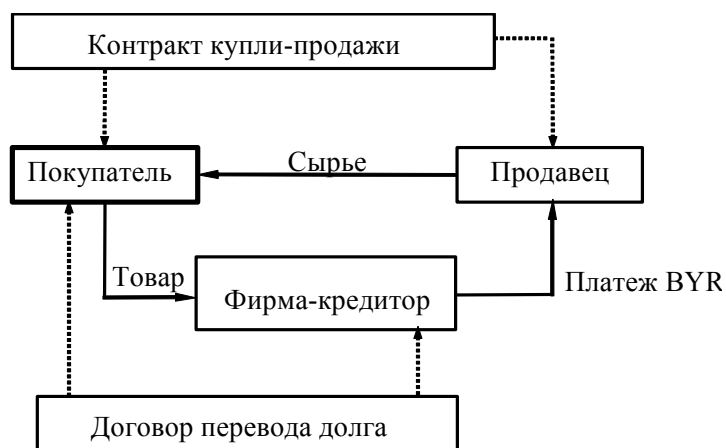 Контракт купли-продажи
Сырье
Покупатель
Продавец
Товар
Фирма-кредитор
Платеж BYR
Договор перевода долга